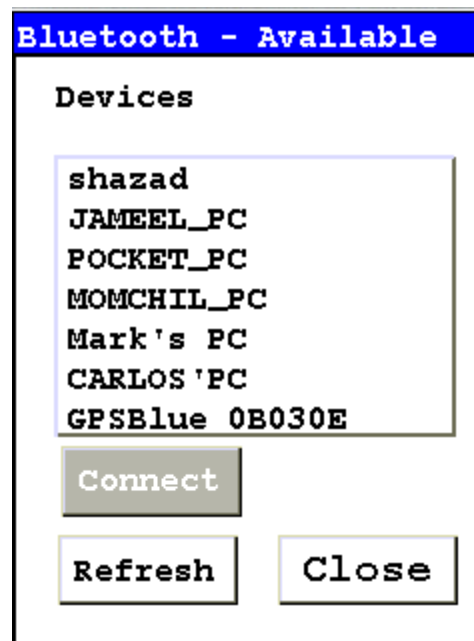 Bluetooth - Available
Devices
shazad
JAMEEL_PC
POCKET_PC
MOMCHIL_PC
Mark's PC
CARLOS'PC
GPSBlue 0B030E
Connect
Refresh
Close